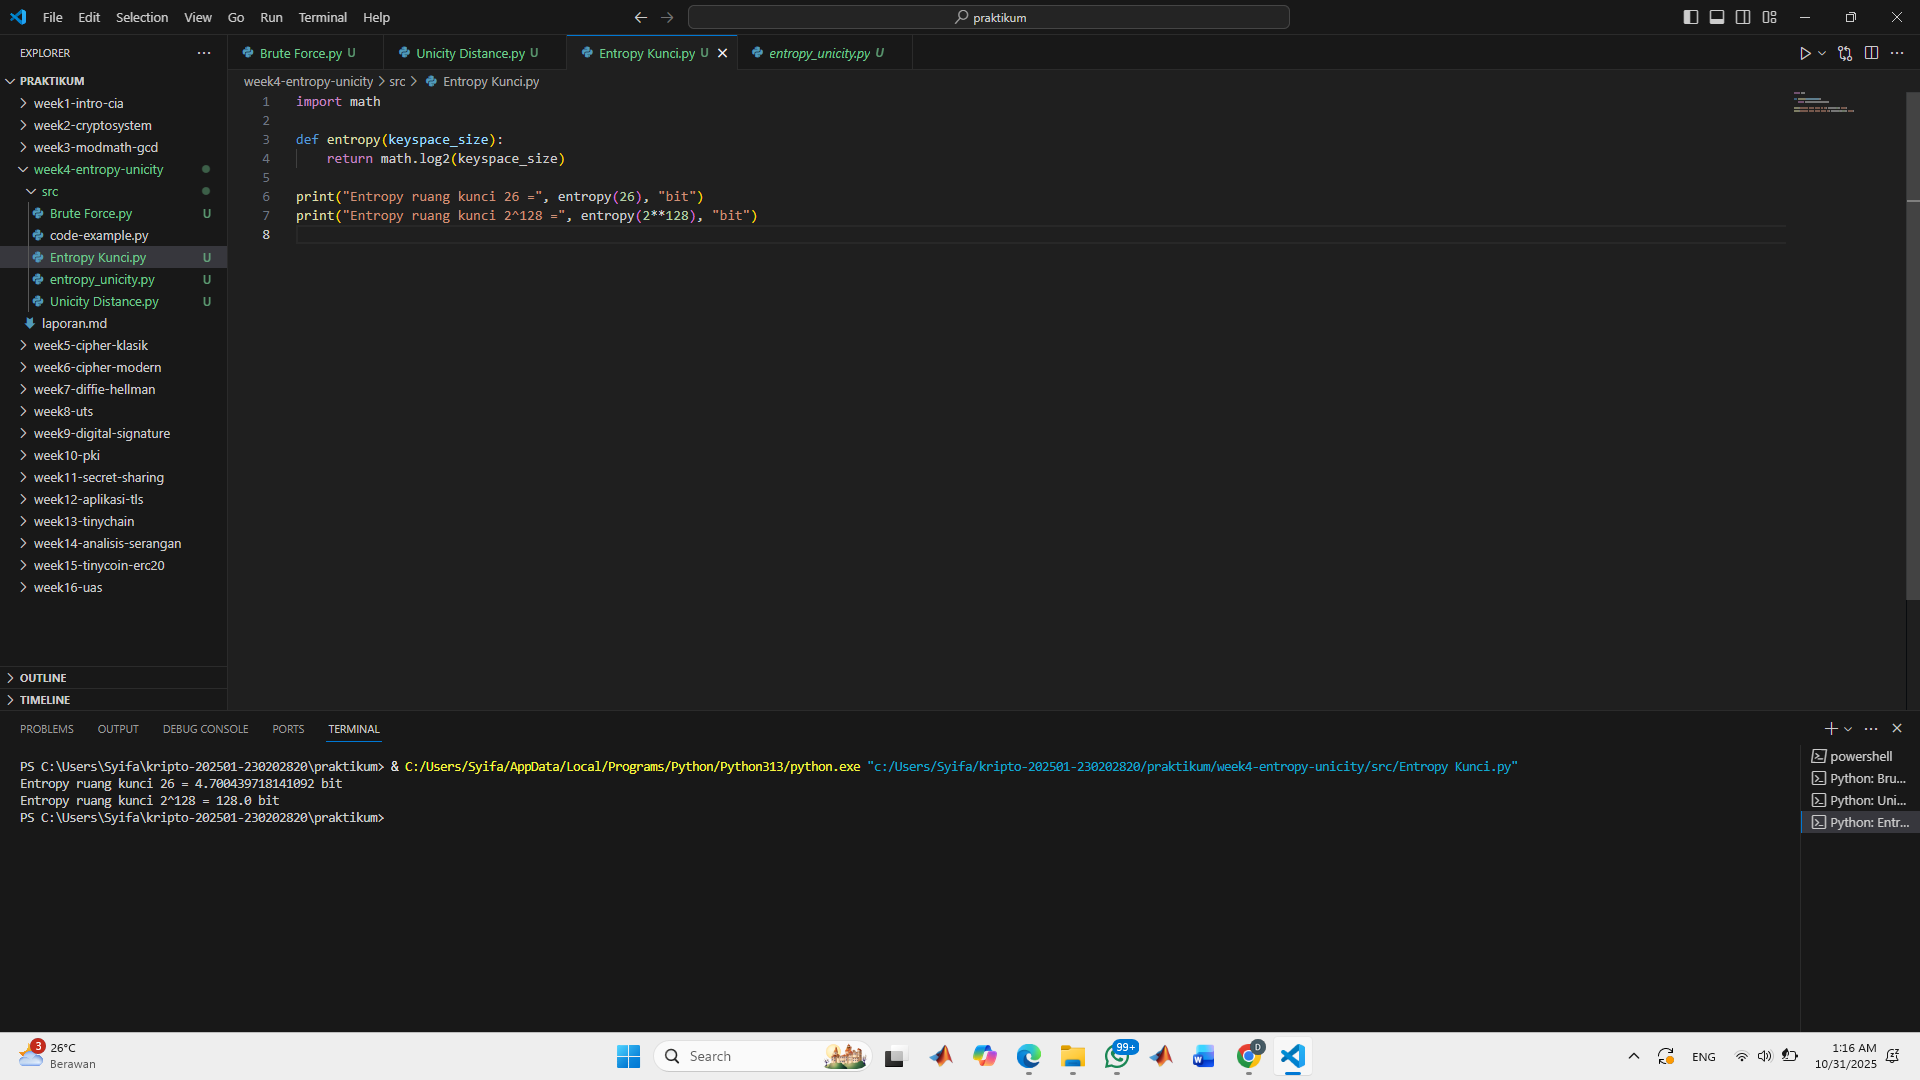 File Edit Selection View Go Run Terminal Help
praktikum
EXPLORER
PRAKTIKUM
week1-intro-cia
week2-cryptosystem
week3-modmath-gcd
week4-entropy-unicity
src
Brute Force.py U
code-example.py
Entropy Kunci.py U
entropy_unicity.py U
Unicity Distance.py U
laporan.md
week5-cipher-klasik
week6-cipher-modern
week7-diffie-hellman
week8-uts
week9-digital-signature
week10-pki
week11-secret-sharing
week12-aplikasi-tls
week13-tinychain
week14-analisis-serangan
week15-tinycoin-erc20
week16-uas
OUTLINE
TIMELINE
Brute Force.py U
Unicity Distance.py U
Entropy Kunci.py U
entropy_unicity.py U
week4-entropy-unicity > src > Entropy Kunci.py
1 import math
2
3 def entropy(keyspace_size):
4     return math.log2(keyspace_size)
5
6 print("Entropy ruang kunci 26 =", entropy(26), "bit")
7 print("Entropy ruang kunci 2^128 =", entropy(2**128), "bit")
8
PROBLEMS OUTPUT DEBUG CONSOLE PORTS TERMINAL
PS C:\Users\Syifa\kripto-202501-230202820\praktikum> & C:/Users/Syifa/AppData/Local/Programs/Python/Python313/python.exe "c:/Users/Syifa/kripto-202501-230202820/praktikum/week4-entropy-unicity/src/Entropy Kunci.py"
Entropy ruang kunci 26 = 4.700439718141092 bit
Entropy ruang kunci 2^128 = 128.0 bit
PS C:\Users\Syifa\kripto-202501-230202820\praktikum>
powershell
Python: Bru...
Python: Uni...
Python: Entr...
3
26°C
Berawan
Search
99+
D
ENG
1:16 AM
10/31/2025